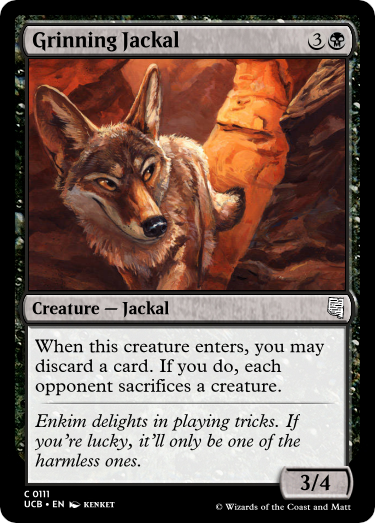 Grinning Jackal 3
Creature — Jackal
When this creature enters, you may
discard a card. If you do, each
opponent sacrifices a creature.
Enkim delights in playing tricks. If
you're lucky, it'll only be one of the
harmless ones.
3/4
C 0111
UCB • EN KENKET
© Wizards of the Coast and Matt